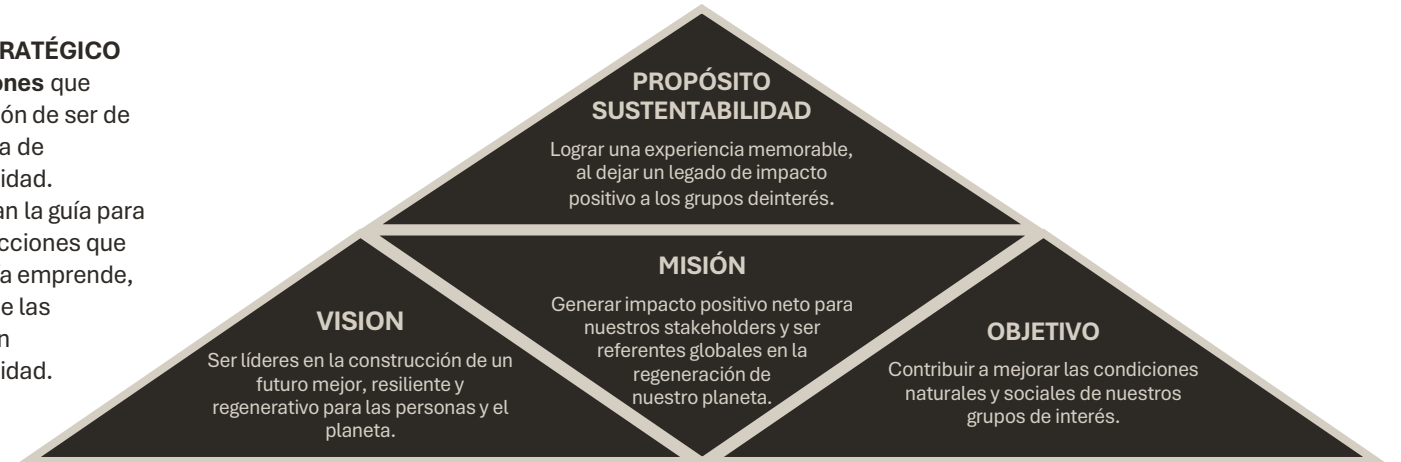 RATÉGICO
ones que
ón de ser de
a de
idad.
an la guía para
cciones que
a emprende,
e las
n
idad.
PROPÓSITO
SUSTENTABILIDAD
Lograr una experiencia memorable,
al dejar un legado de impacto
positivo a los grupos deinterés.
MISIÓN
Generar impacto positivo neto para
nuestros stakeholders y ser
referentes globales en la
regeneración de
nuestro planeta.
VISION
Ser líderes en la construcción de un
futuro mejor, resiliente y
regenerativo para las personas y el
planeta.
OBJETIVO
Contribuir a mejorar las condiciones
naturales y sociales de nuestros
grupos de interés.